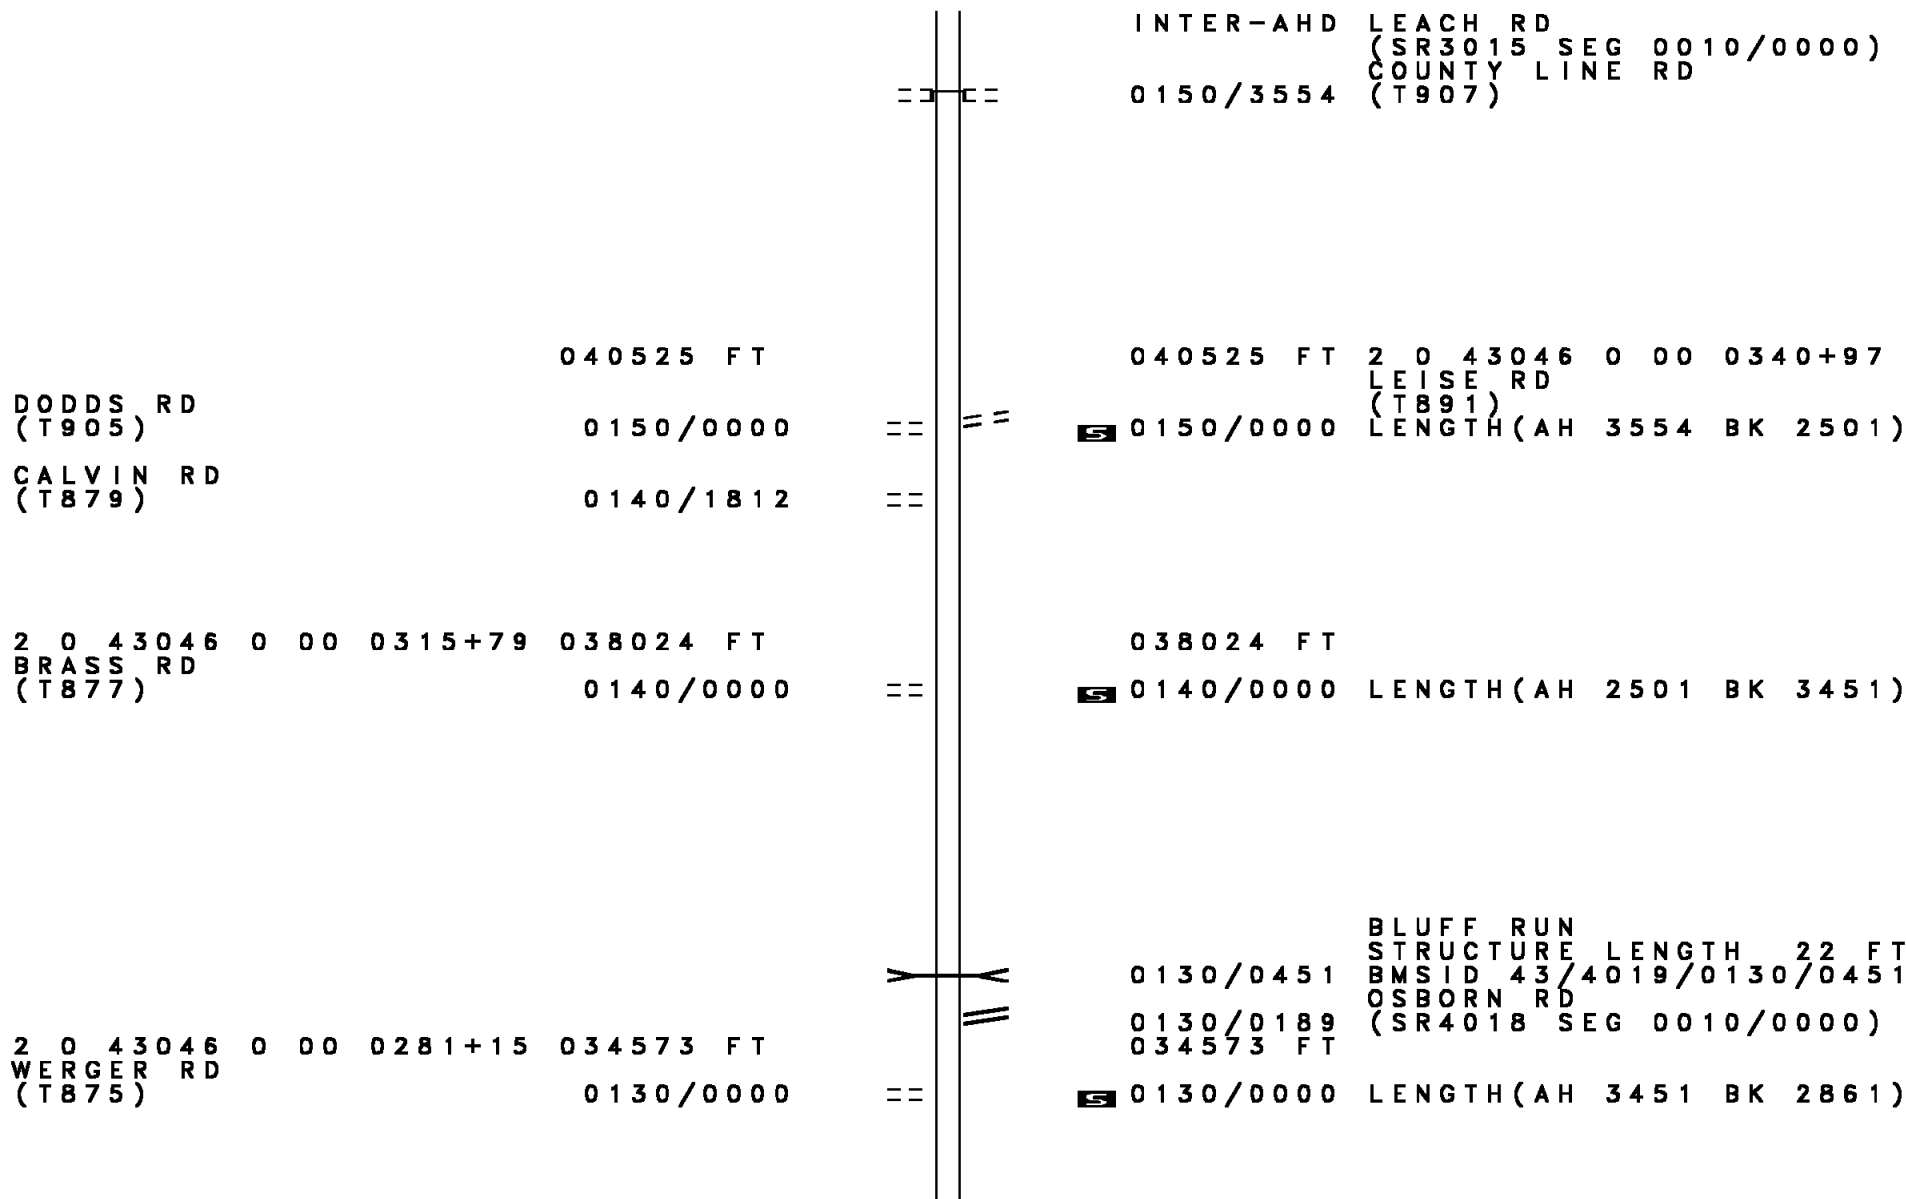 INTER-AHD LEACH RD
(SR3015 SEG 0010/0000)
COUNTY LINE RD
0150/3554 (T907)
040525 FT 040525 FT 2 0 43046 0 00 0340+97
LEISE RD
DODDS RD (T891)
(T905) 0150/0000 S 0150/0000 LENGTH(AH 3554 BK 2501)
CALVIN RD
(T879) 0140/1812
2 0 43046 0 00 0315+79 038024 FT 038024 FT
BRASS RD
(T877) 0140/0000 S 0140/0000 LENGTH(AH 2501 BK 3451)
BLUFF RUN
STRUCTURE LENGTH 22 FT
0130/0451 BMSID 43/4019/0130/0451
OSBORN RD
0130/0189 (SR4018 SEG 0010/0000)
2 0 43046 0 00 0281+15 034573 FT 034573 FT
WERGER RD
(T875) 0130/0000 S 0130/0000 LENGTH(AH 3451 BK 2861)